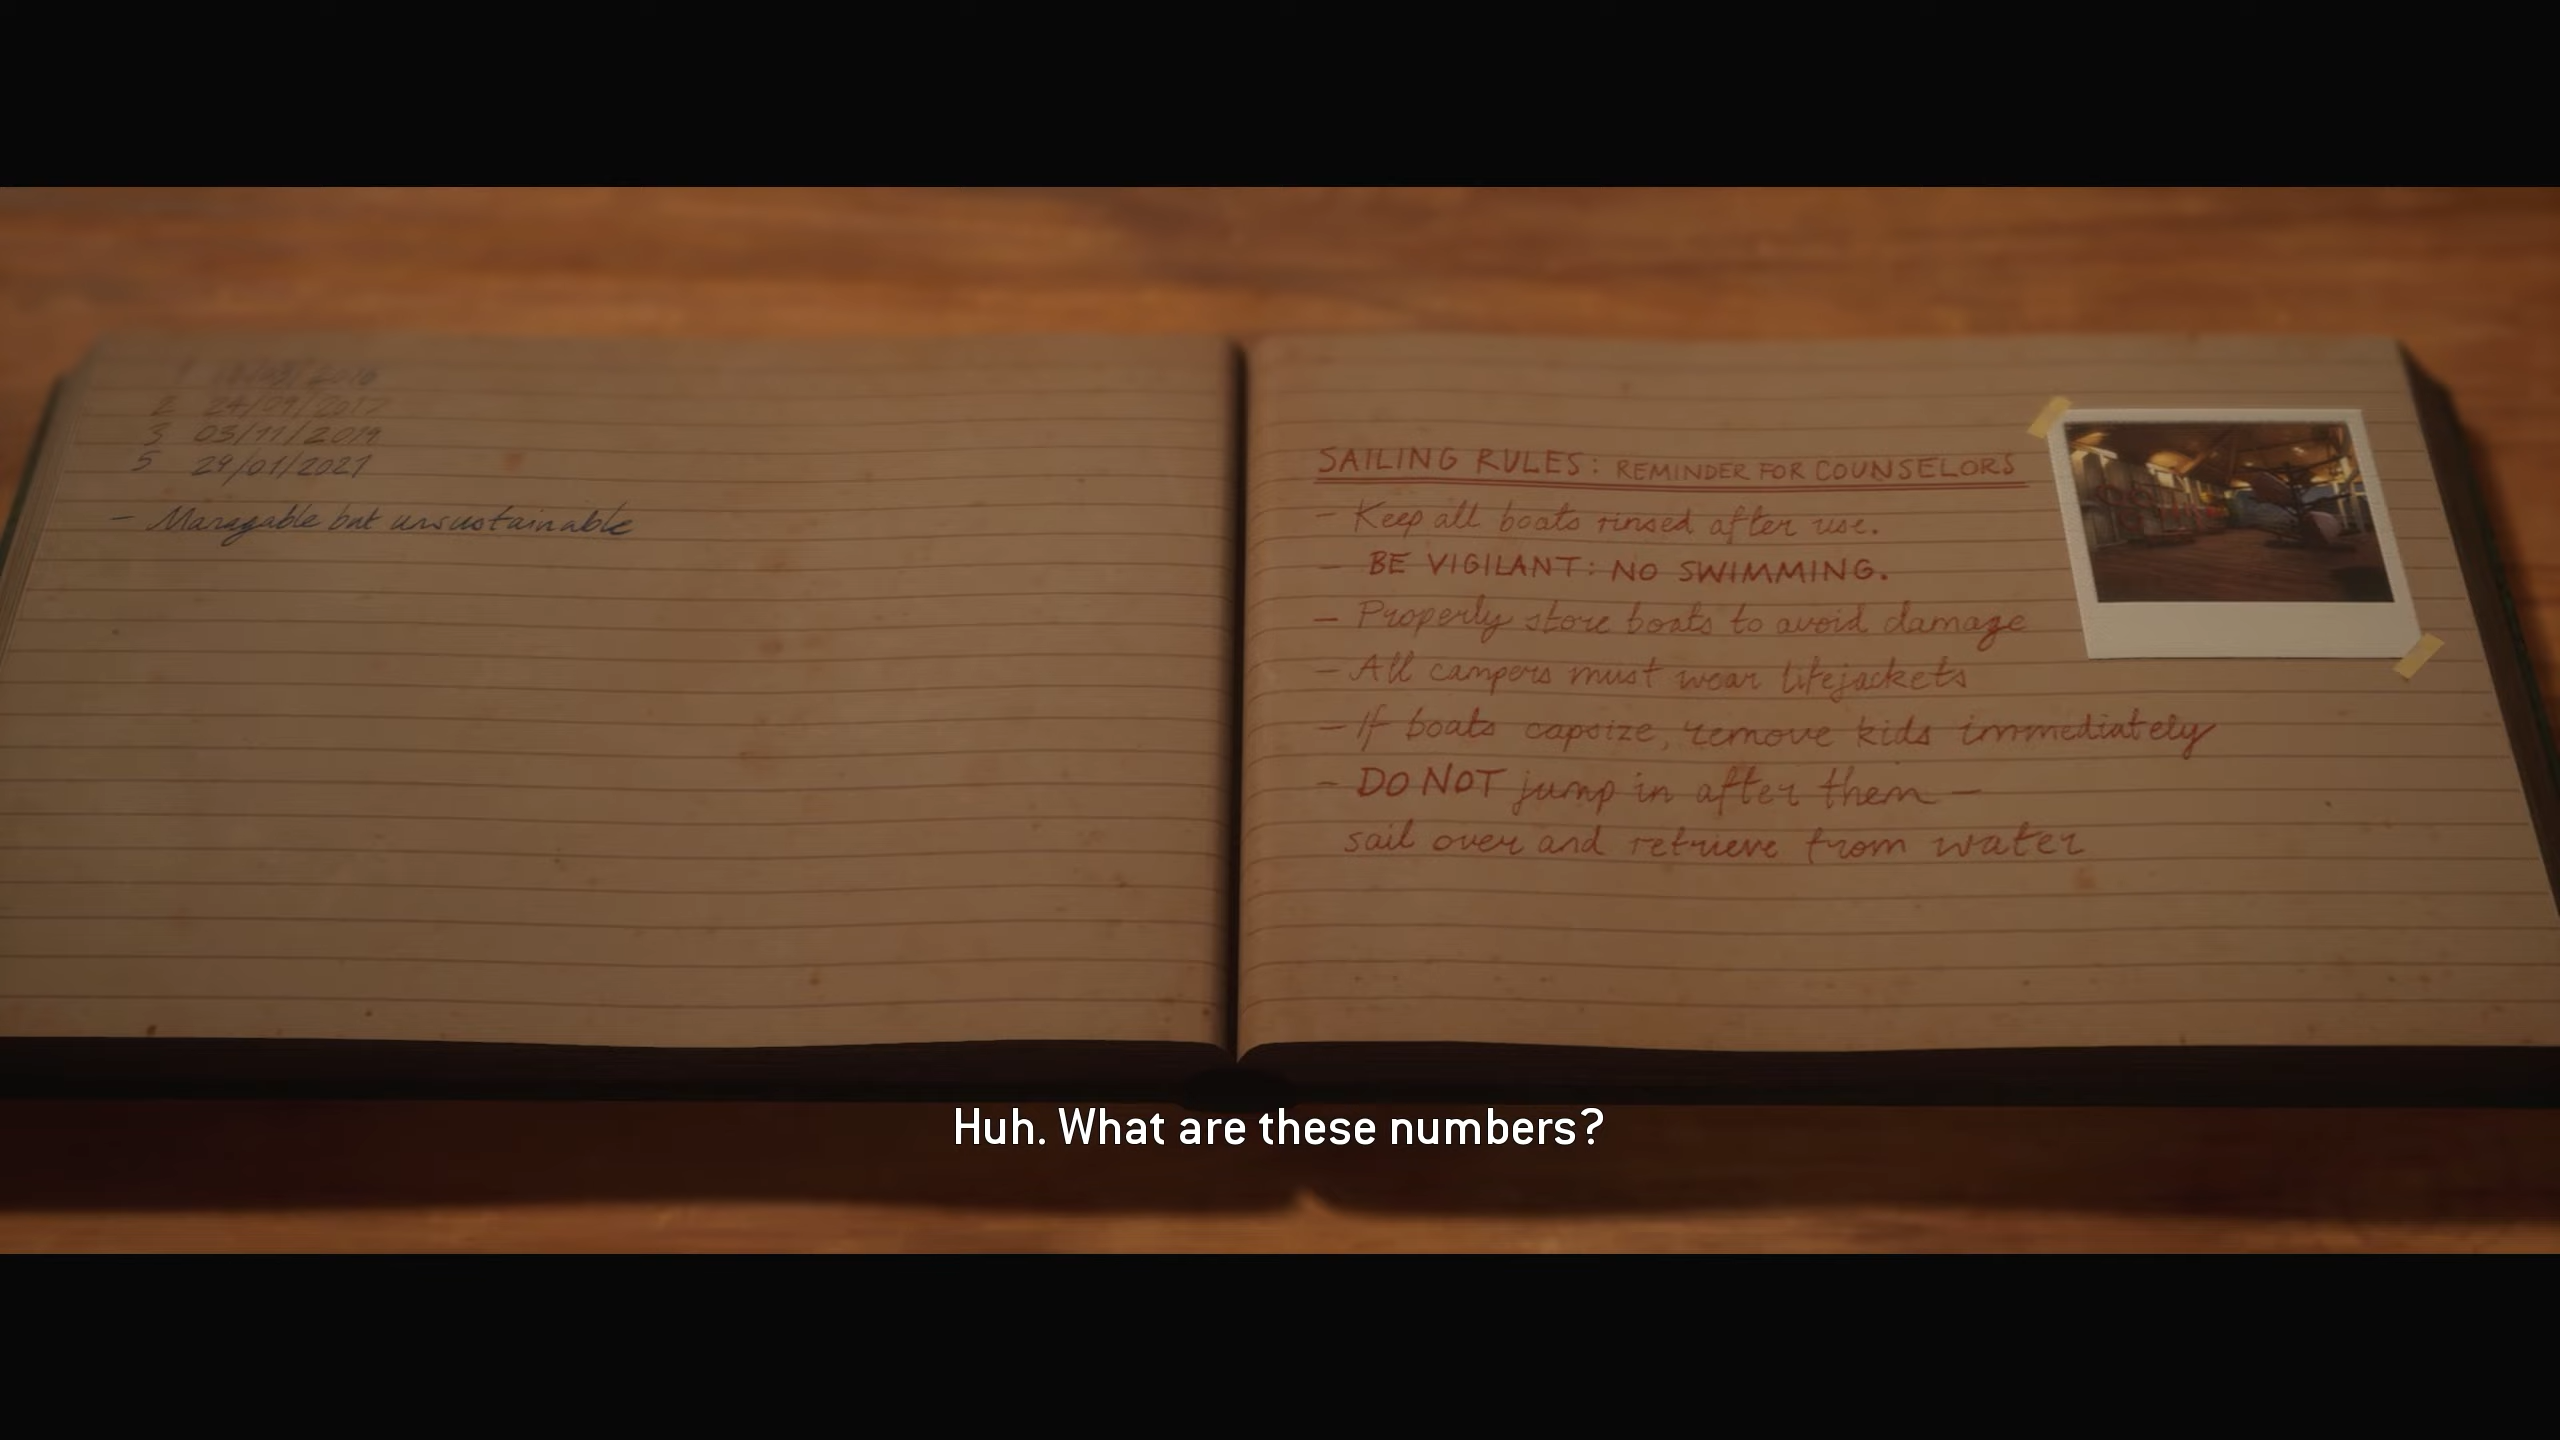 1
2 24/09/2017
3 03/11/2019
5 29/01/2021
- Managable but unsustainable
SAILING RULES: REMINDER FOR COUNSELORS
- Keep all boats rinsed after use.
- BE VIGILANT: NO SWIMMING.
- Properly store boats to avoid damage
- All campers must wear lifejackets
- If boats capsize, remove kids immediately
- DO NOT jump in after them -
sail over and retrieve from water
Huh. What are these numbers?